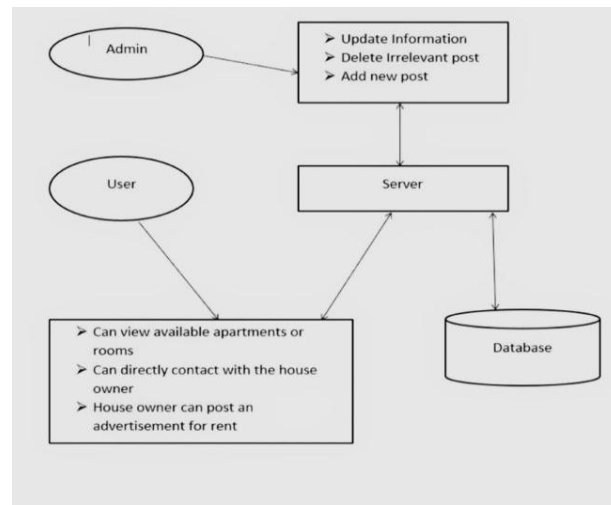 Admin
➢ Update Information
➢ Delete Irrelevant post
➢ Add new post
User
Server
➢ Can view available apartments or
rooms
➢ Can directly contact with the house
owner
➢ House owner can post an
advertisement for rent
Database